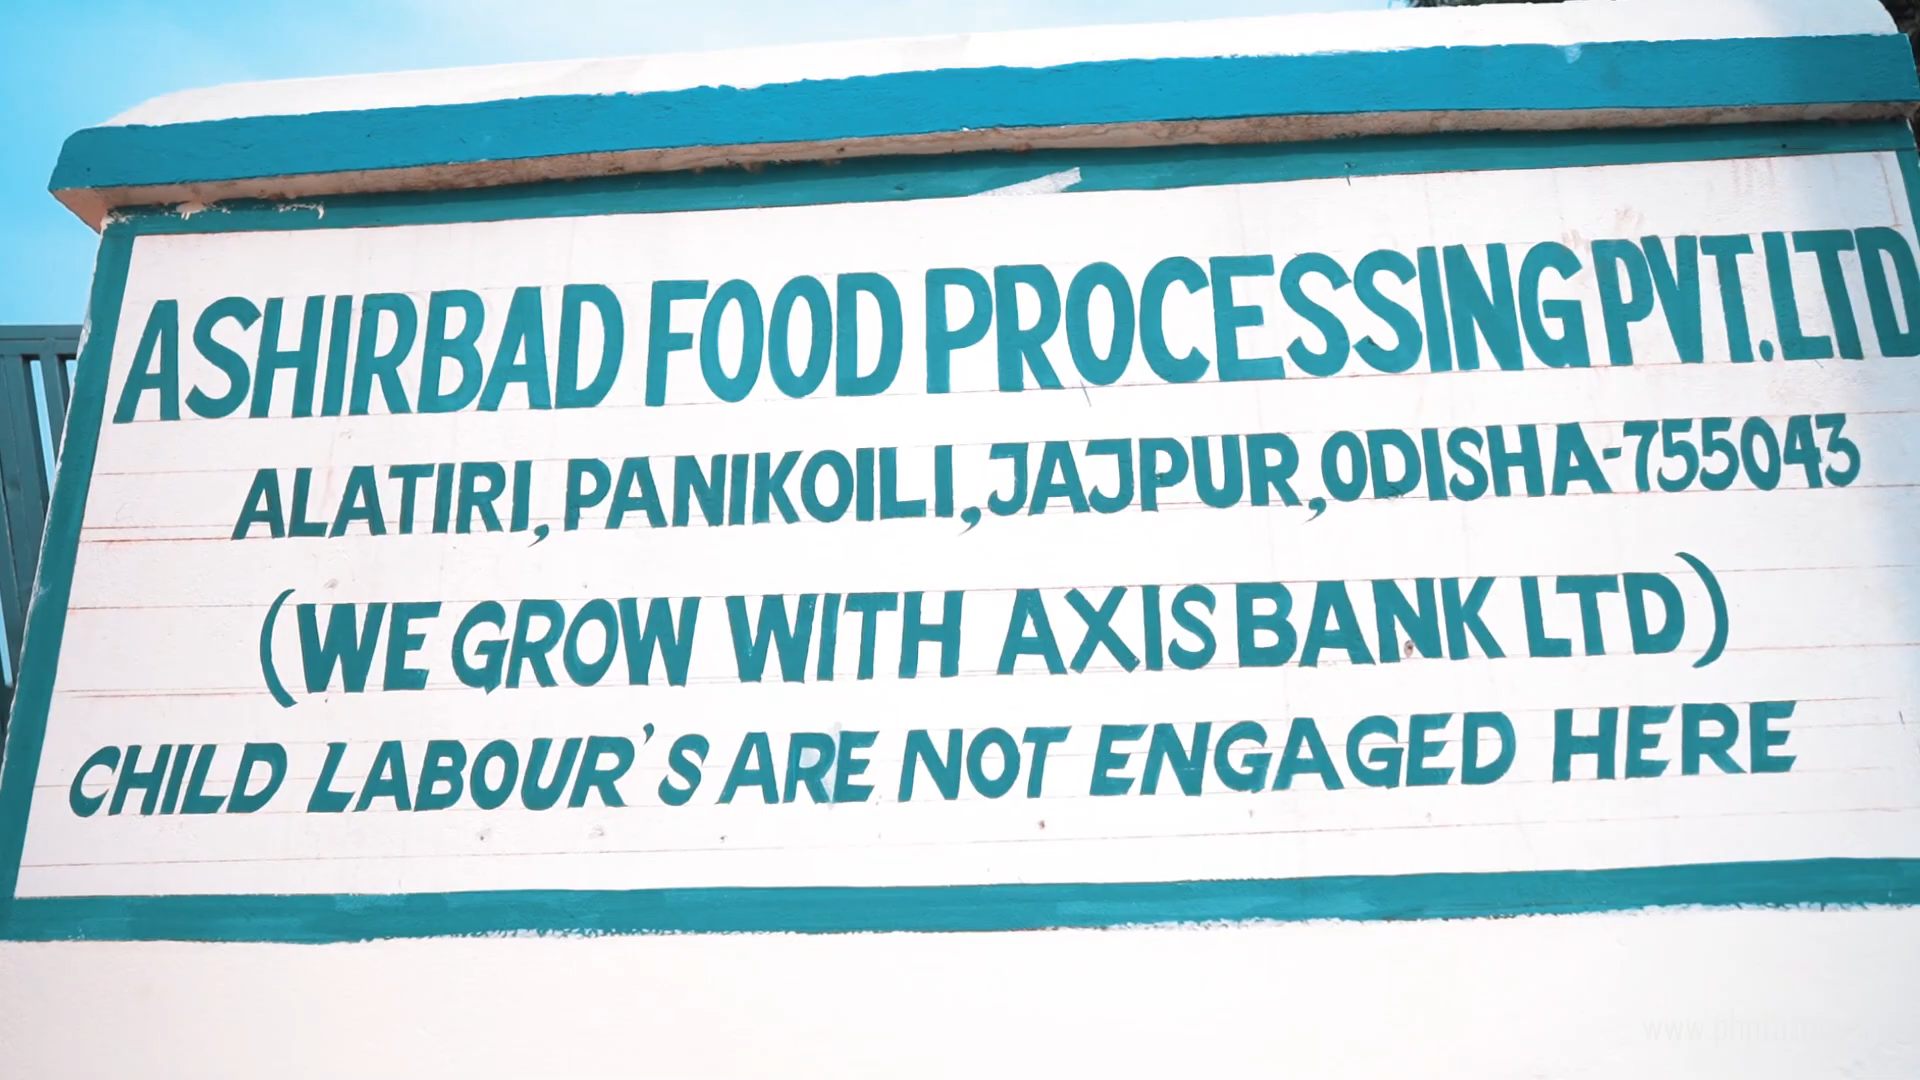 ASHIRBAD FOOD PROCESSING PVT.LTD
ALATIRI, PANIKOILI, JAJPUR, ODISHA-755043
(WE GROW WITH AXIS BANK LTD)
CHILD LABOUR'S ARE NOT ENGAGED HERE